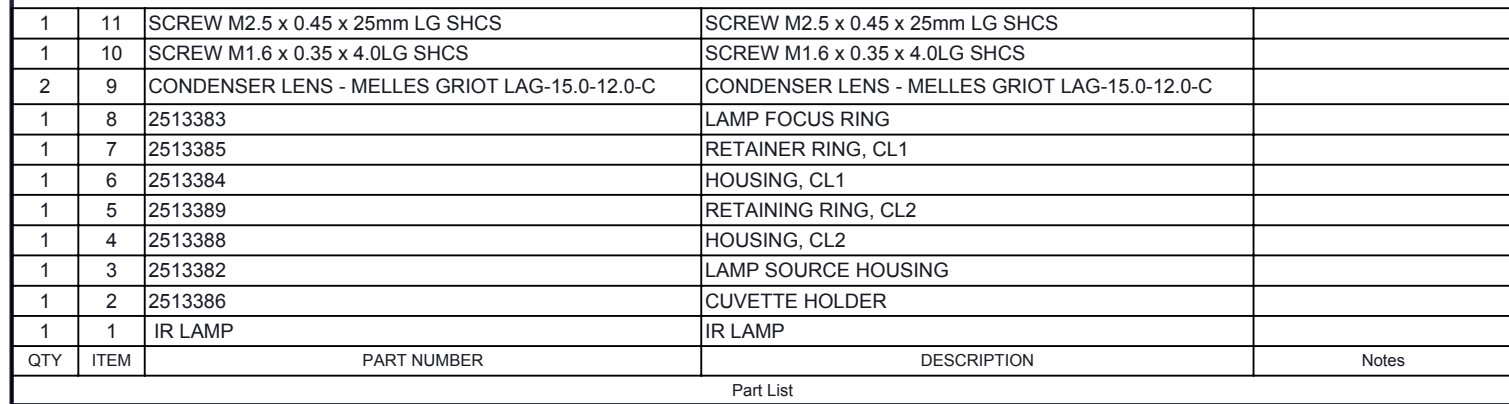 1 11 SCREW M2.5 x 0.45 x 25mm LG SHCS SCREW M2.5 x 0.45 x 25mm LG SHCS
1 10 SCREW M1.6 x 0.35 x 4.0LG SHCS SCREW M1.6 x 0.35 x 4.0LG SHCS
2 9 CONDENSER LENS - MELLES GRIOT LAG-15.0-12.0-C CONDENSER LENS - MELLES GRIOT LAG-15.0-12.0-C
1 8 2513383 LAMP FOCUS RING
1 7 2513385 RETAINER RING, CL1
1 6 2513384 HOUSING, CL1
1 5 2513389 RETAINING RING, CL2
1 4 2513388 HOUSING, CL2
1 3 2513382 LAMP SOURCE HOUSING
1 2 2513386 CUVETTE HOLDER
1 1 IR LAMP IR LAMP
QTY ITEM PART NUMBER DESCRIPTION Notes
Part List